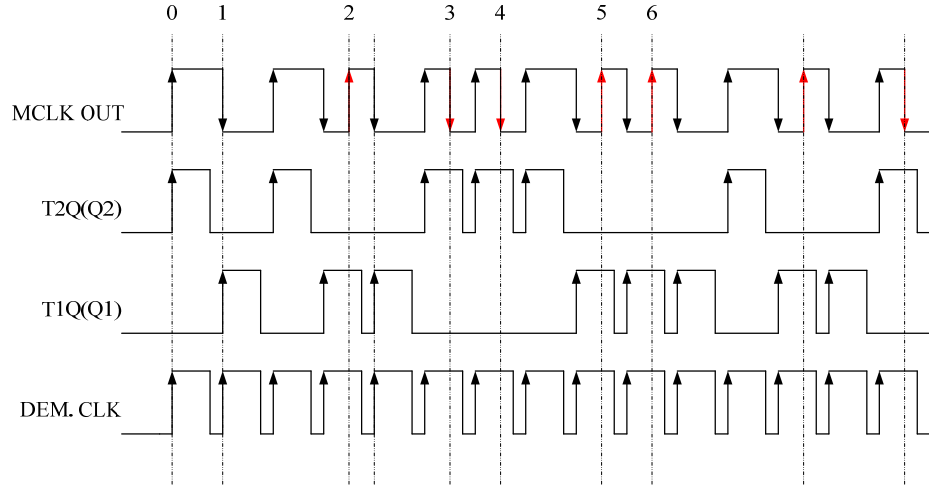 0 1 2 3 4 5 6
MCLK OUT
T2Q(Q2)
T1Q(Q1)
DEM. CLK